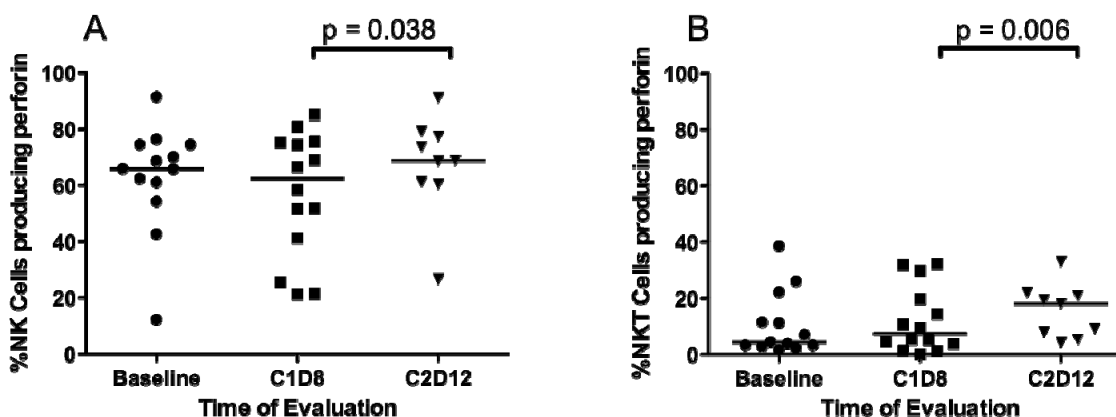 A
p = 0.038
%NK Cells producing perforin
100
80
60
40
20
0
Baseline
C1D8
C2D12
Time of Evaluation
B
p = 0.006
%NKT Cells producing perforin
100
80
60
40
20
0
Baseline
C1D8
C2D12
Time of Evaluation